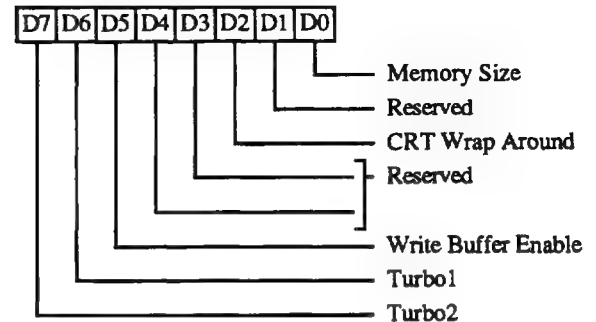 D7 D6 D5 D4 D3 D2 D1 D0
Memory Size
Reserved
CRT Wrap Around
Reserved
Write Buffer Enable
Turbo1
Turbo2